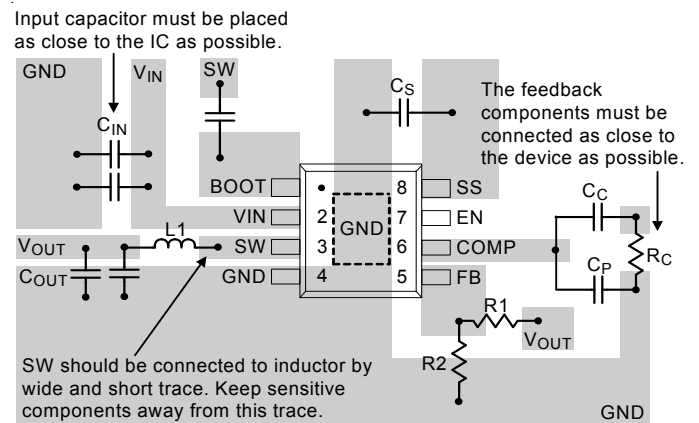 Input capacitor must be placed
as close to the IC as possible.
GND
VIN
SW
CS
CIN
The feedback
components must be
connected as close to
the device as possible.
BOOT
8
SS
VIN
2
GND
7
EN
CC
L1
SW
3
6
COMP
RC
VOUT
GND
4
5
FB
CP
COUT
R1
VOUT
R2
SW should be connected to inductor by
wide and short trace. Keep sensitive
components away from this trace.
GND